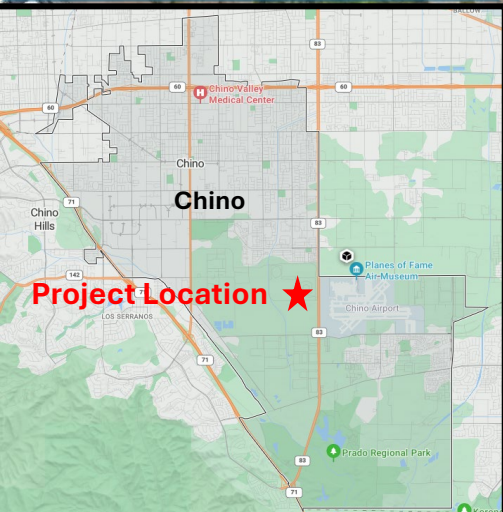 83
60
Chino Valley
Medical Center
60
60
Chino
71
Chino
Chino
Hills
83
Planes of Fame
Air Museum
142
Project Location
Chino Airport
LOS SERRANOS
83
71
Prado Regional Park
83
71